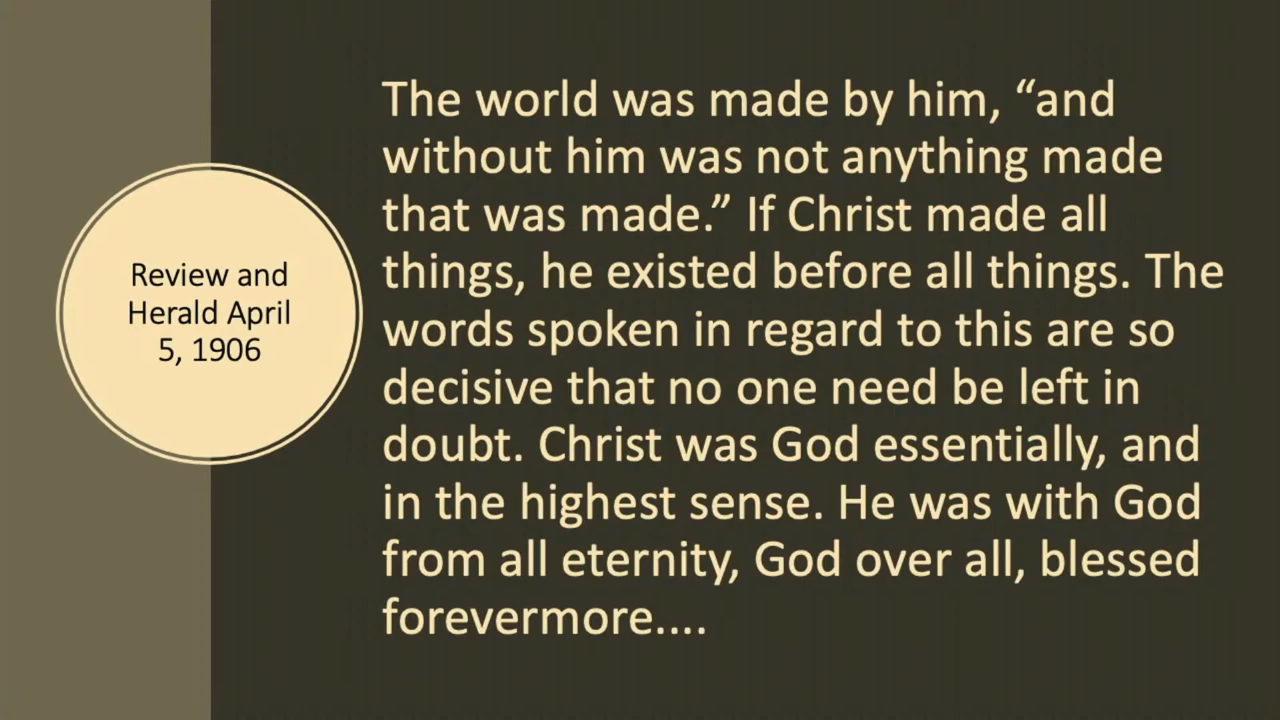 Review and
Herald April
5, 1906
The world was made by him, “and
without him was not anything made
that was made.” If Christ made all
things, he existed before all things. The
words spoken in regard to this are so
decisive that no one need be left in
doubt. Christ was God essentially, and
in the highest sense. He was with God
from all eternity, God over all, blessed
forevermore....